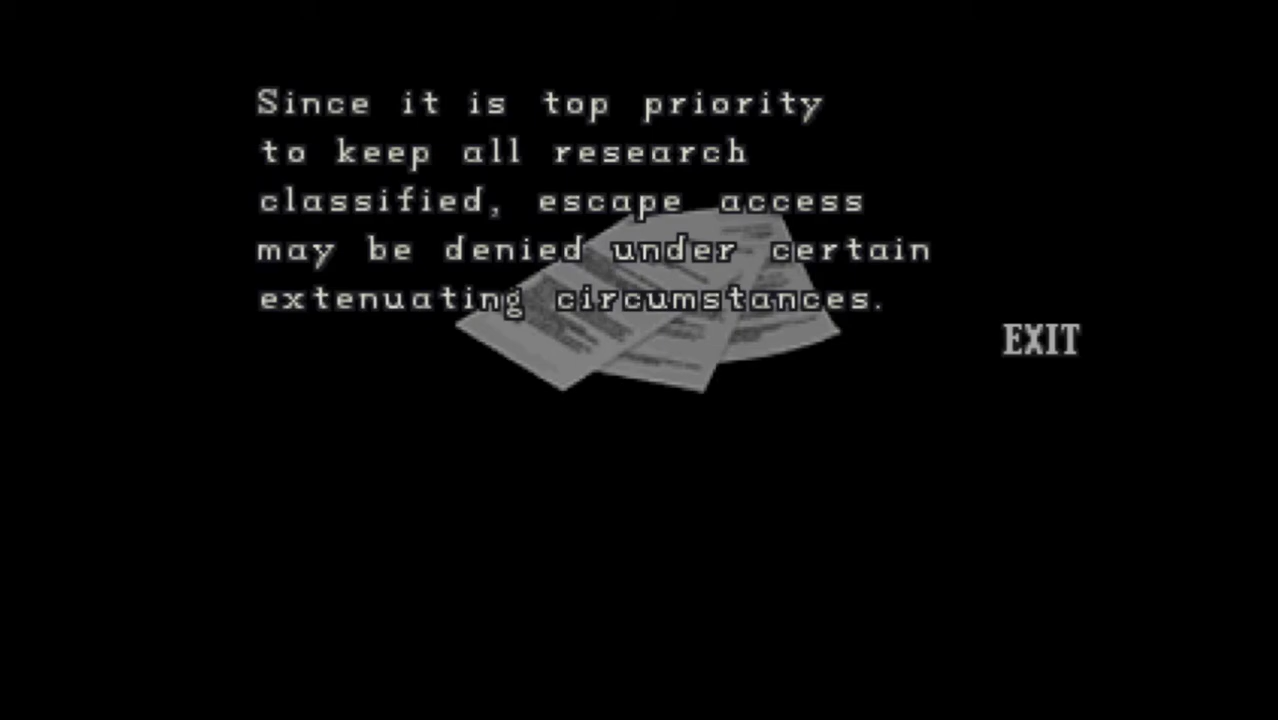 Since it is top priority
to keep all research
classified, escape access
may be denied under certain
extenuating circumstances.
EXIT